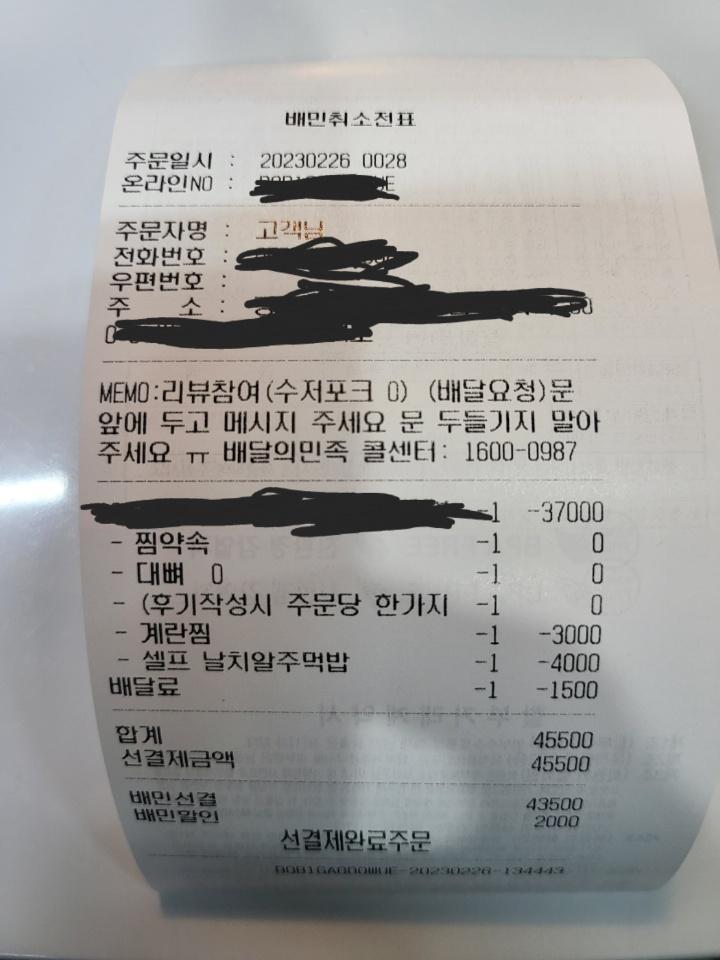 배민취소전표
주문일시 : 20230226 0028
온라인NO :
주문자명 : 고객님
전화번호 :
우편번호 :
주 소 :
MEMO:리뷰참여(수저포크 0) (배달요청)문
앞에 두고 메시지 주세요 문 두들기지 말아
주세요 ㅠ 배달의민족 콜센터: 1600-0987
-1 -37000
- 찜약속 -1 0
- 대뼈 0 -1 0
- (후기작성시 주문당 한가지 -1 0
- 계란찜 -1 -3000
- 셀프 날치알주먹밥 -1 -4000
배달료 -1 -1500
합계 45500
선결제금액 45500
배민선결 43500
배민할인 2000
선결제완료주문